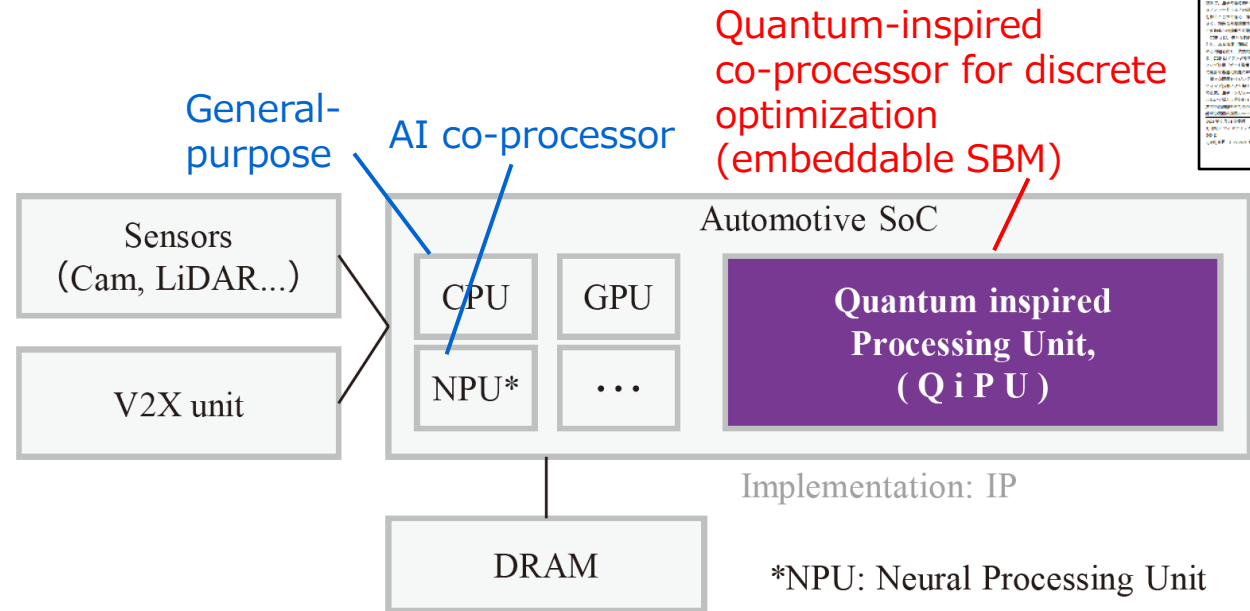 Quantum-inspired
co-processor for discrete
optimization
(embeddable SBM)
General-
purpose
AI co-processor
Sensors
（Cam, LiDAR...）
V2X unit
Automotive SoC
CPU
GPU
NPU*
･･･
Quantum inspired
Processing Unit,
( Q i P U )
Implementation: IP
DRAM
*NPU: Neural Processing Unit